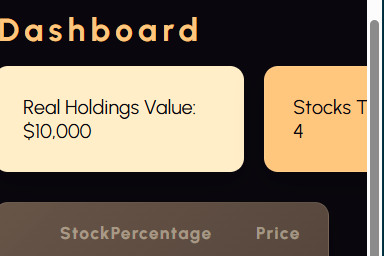 Dashboard
Real Holdings Value:
$10,000
Stocks T
4
StockPercentage Price